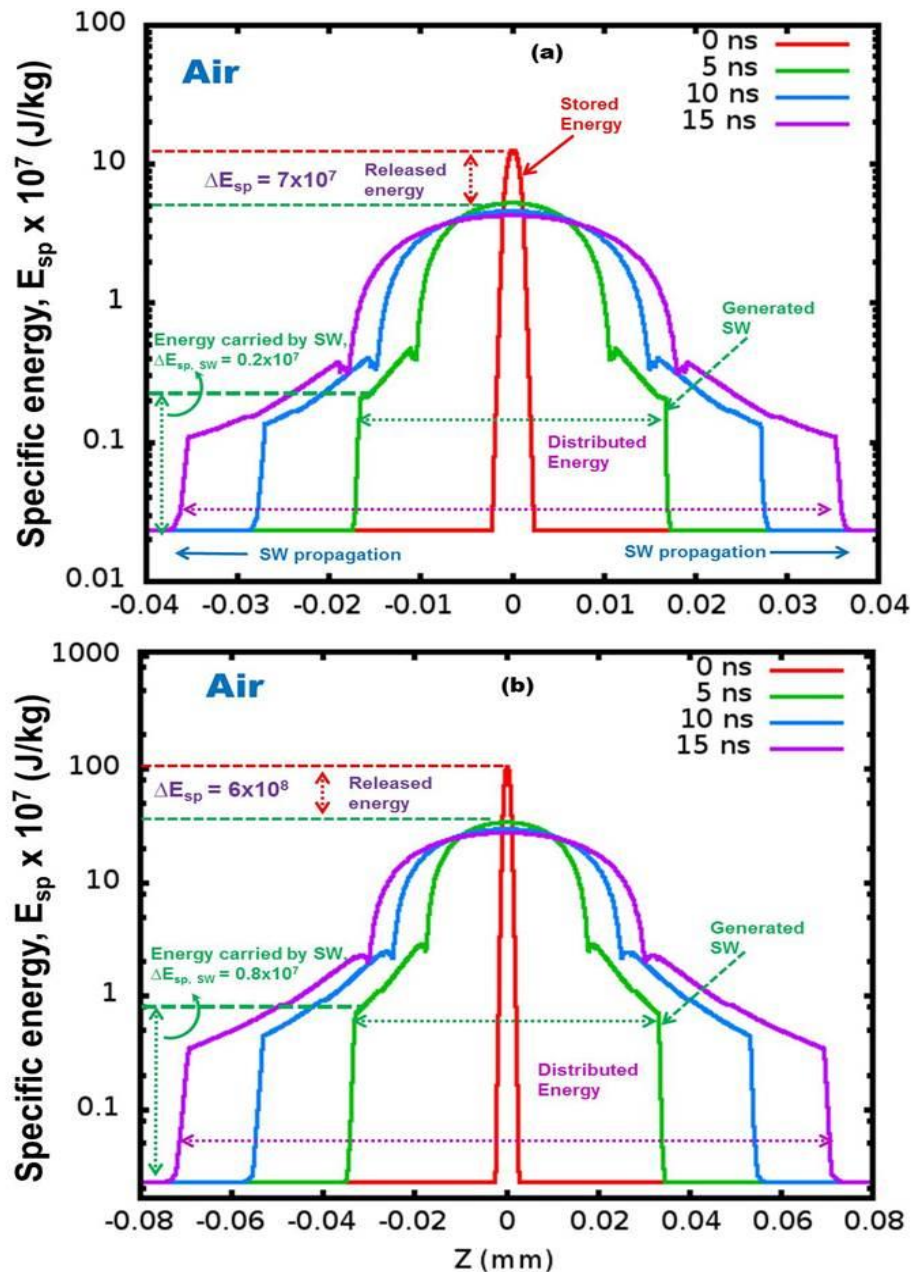 100
Air
(a)
0 ns
5 ns
10 ns
15 ns
Stored
Energy
10
ΔEsp = 7x10⁷
Released
energy
Specific energy, Esp x 10⁷ (J/kg)
1
Generated
SW
Energy carried by SW,
ΔEsp, SW = 0.2x10⁷
0.1
Distributed
Energy
SW propagation
SW propagation
0.01
-0.04 -0.03 -0.02 -0.01 0 0.01 0.02 0.03 0.04
1000
Air
(b)
0 ns
5 ns
10 ns
15 ns
100
ΔEsp = 6x10⁸
Released
energy
Specific energy, Esp x 10⁷ (J/kg)
10
Energy carried by SW,
ΔEsp, SW = 0.8x10⁷
Generated
SW
1
Distributed
Energy
0.1
-0.08 -0.06 -0.04 -0.02 0 0.02 0.04 0.06 0.08
Z (mm)